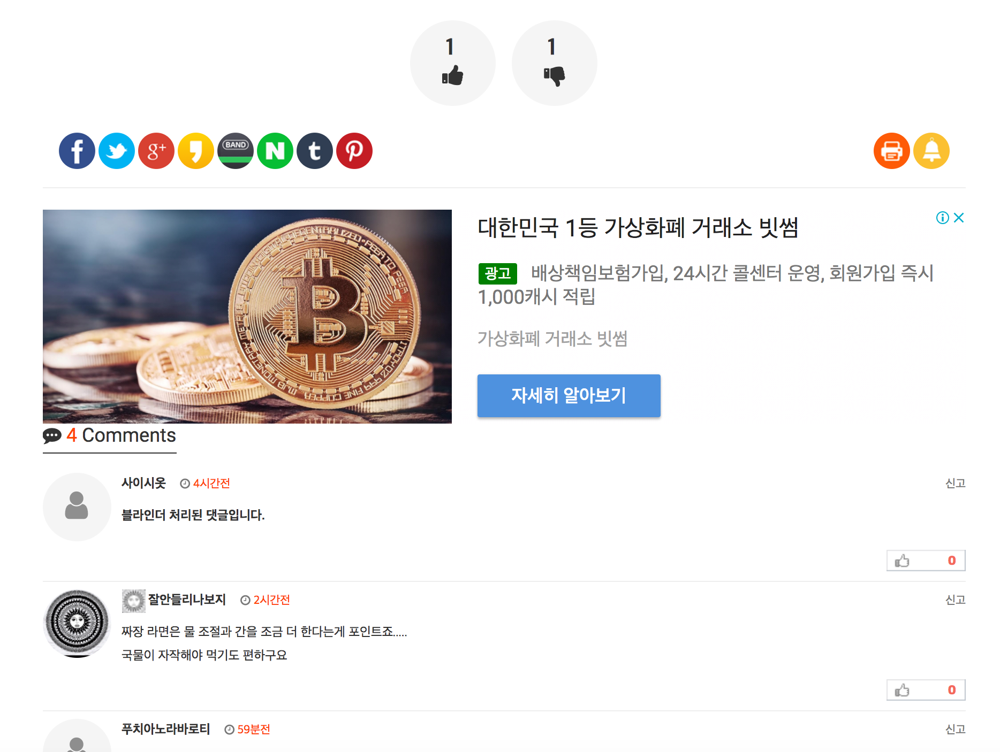 1
1
f
g+
BAND
N
t
대한민국 1등 가상화폐 거래소 빗썸
광고 배상책임보험가입, 24시간 콜센터 운영, 회원가입 즉시
1,000캐시 적립
가상화폐 거래소 빗썸
자세히 알아보기
4 Comments
사이시옷 4시간전 신고
블라인더 처리된 댓글입니다.
0
잘안들리나보지 2시간전 신고
짜장 라면은 물 조절과 간을 조금 더 한다는게 포인트죠.....
국물이 자작해야 먹기도 편하구요
0
푸치아노라바로티 59분전 신고